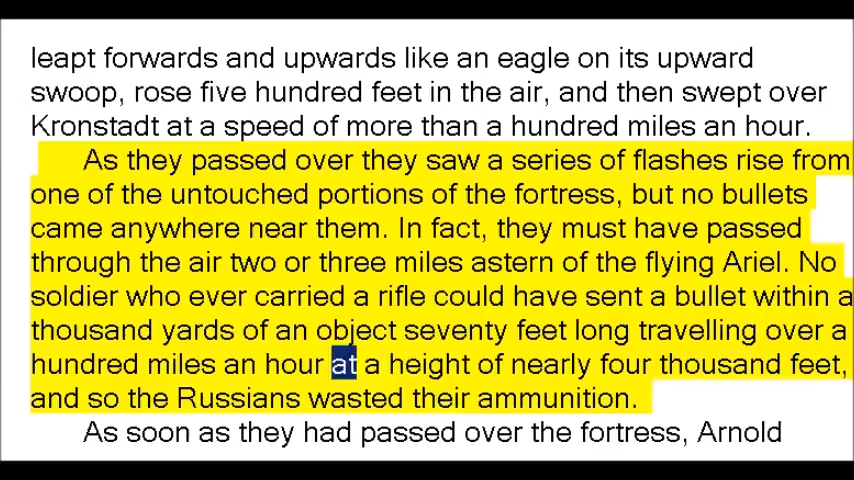 leapt forwards and upwards like an eagle on its upward
swoop, rose five hundred feet in the air, and then swept over
Kronstadt at a speed of more than a hundred miles an hour.
As they passed over they saw a series of flashes rise from
one of the untouched portions of the fortress, but no bullets
came anywhere near them. In fact, they must have passed
through the air two or three miles astern of the flying Ariel. No
soldier who ever carried a rifle could have sent a bullet within a
thousand yards of an object seventy feet long travelling over a
hundred miles an hour at a height of nearly four thousand feet,
and so the Russians wasted their ammunition.
As soon as they had passed over the fortress, Arnold